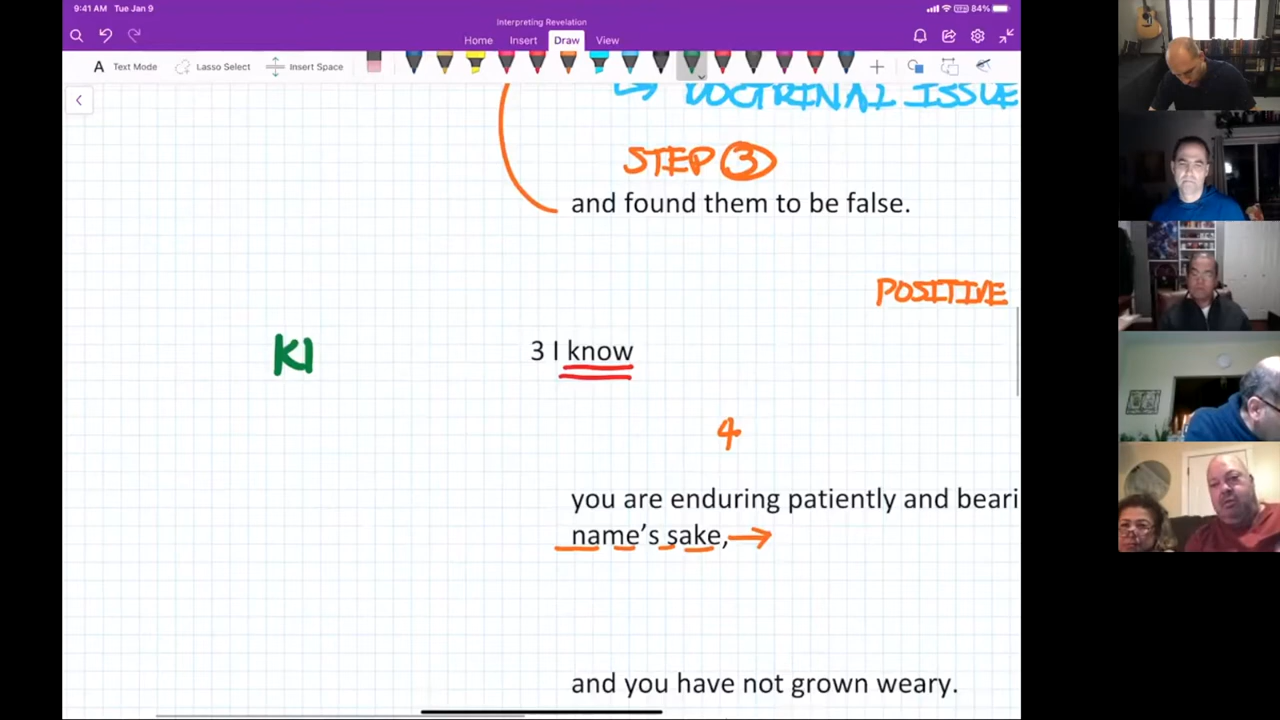 9:41 AM Tue Jan 9
84%
Interpreting Revelation
Home Insert Draw View
Text Mode Lasso Select Insert Space
DOCTRINAL ISSUE
STEP 3
and found them to be false.
POSITIVE
KI
3 I know
4
you are enduring patiently and beari
name's sake,
and you have not grown weary.